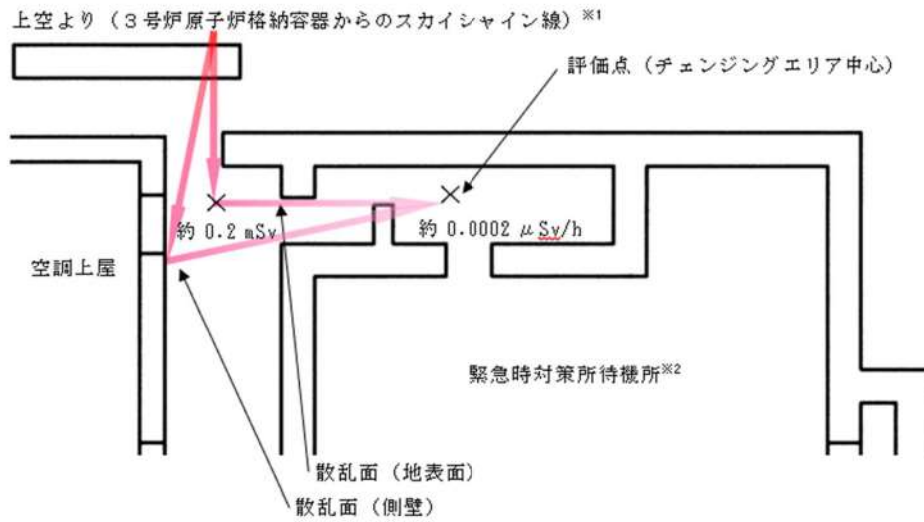 上空より（３号炉原子炉格納容器からのスカイシャイン線）※1
評価点（チェンジングエリア中心）
約 0.2 mSv
約 0.0002 μSv/h
空調上屋
緊急時対策所待機所※2
散乱面（地表面）
散乱面（側壁）